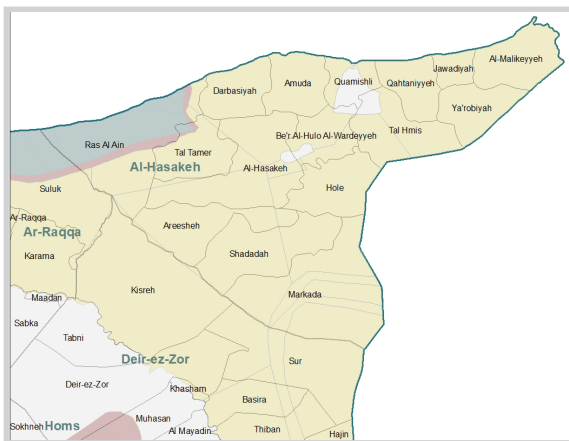 Al-Malikeyyeh
Jawadiyah
Quamishli
Qahtaniyyeh
Amuda
Darbasiyah
Ya'robiyah
Tal Hmis
Be'r Al-Hulo Al-Wardeyyeh
Ras Al Ain
Tal Tamer
Al-Hasakeh
Al-Hasakeh
Suluk
Hole
Ar-Raqqa
Ar-Raqqa
Areesheh
Karama
Shadadah
Kisreh
Markada
Maadan
Sabka
Tabni
Deir-ez-Zor
Sur
Deir-ez-Zor
Khasham
Basira
Muhasan
Sokhneh
Homs
Al Mayadin
Thiban
Hajin